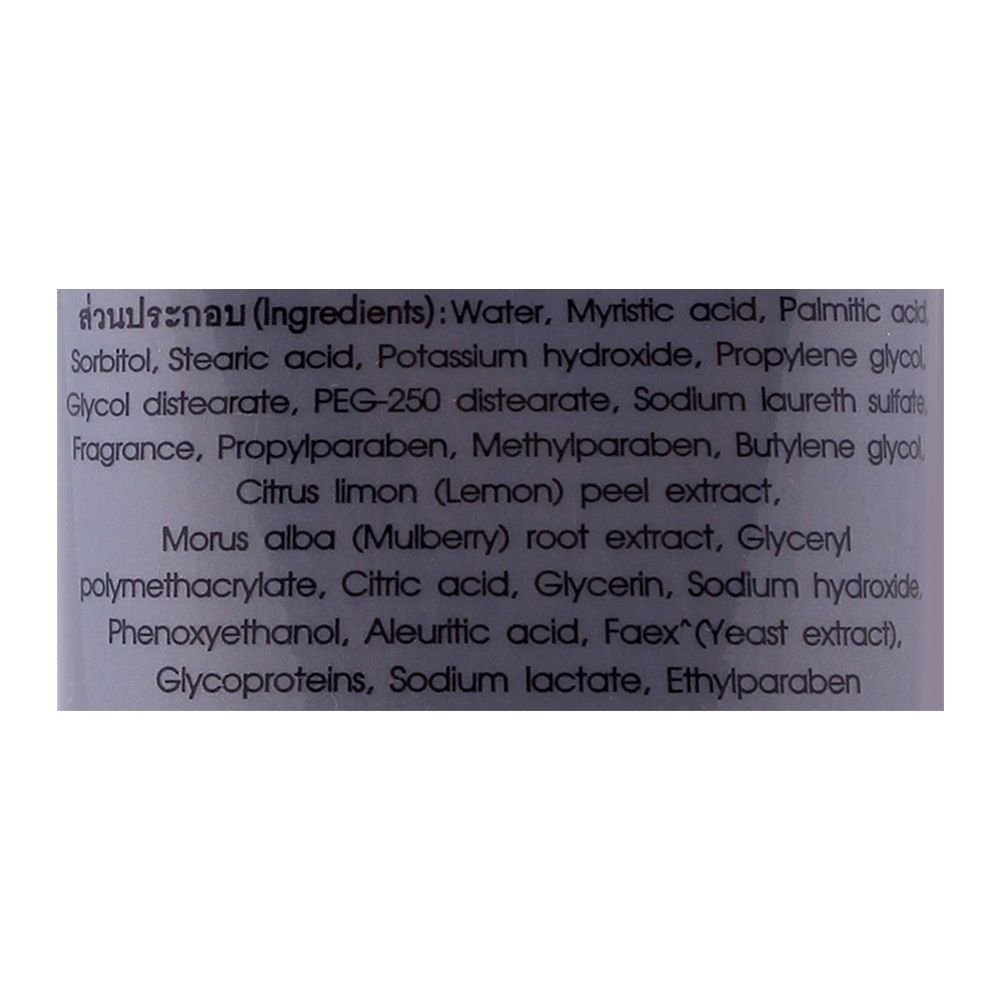 ส่วนประกอบ (Ingredients): Water, Myristic acid, Palmitic acid,
Sorbitol, Stearic acid, Potassium hydroxide, Propylene glycol,
Glycol distearate, PEG-250 distearate, Sodium laureth sulfate,
Fragrance, Propylparaben, Methylparaben, Butylene glycol,
Citrus limon (Lemon) peel extract,
Morus alba (Mulberry) root extract, Glyceryl
polymethacrylate, Citric acid, Glycerin, Sodium hydroxide,
Phenoxyethanol, Aleuritic acid, Faex^(Yeast extract),
Glycoproteins, Sodium lactate, Ethylparaben